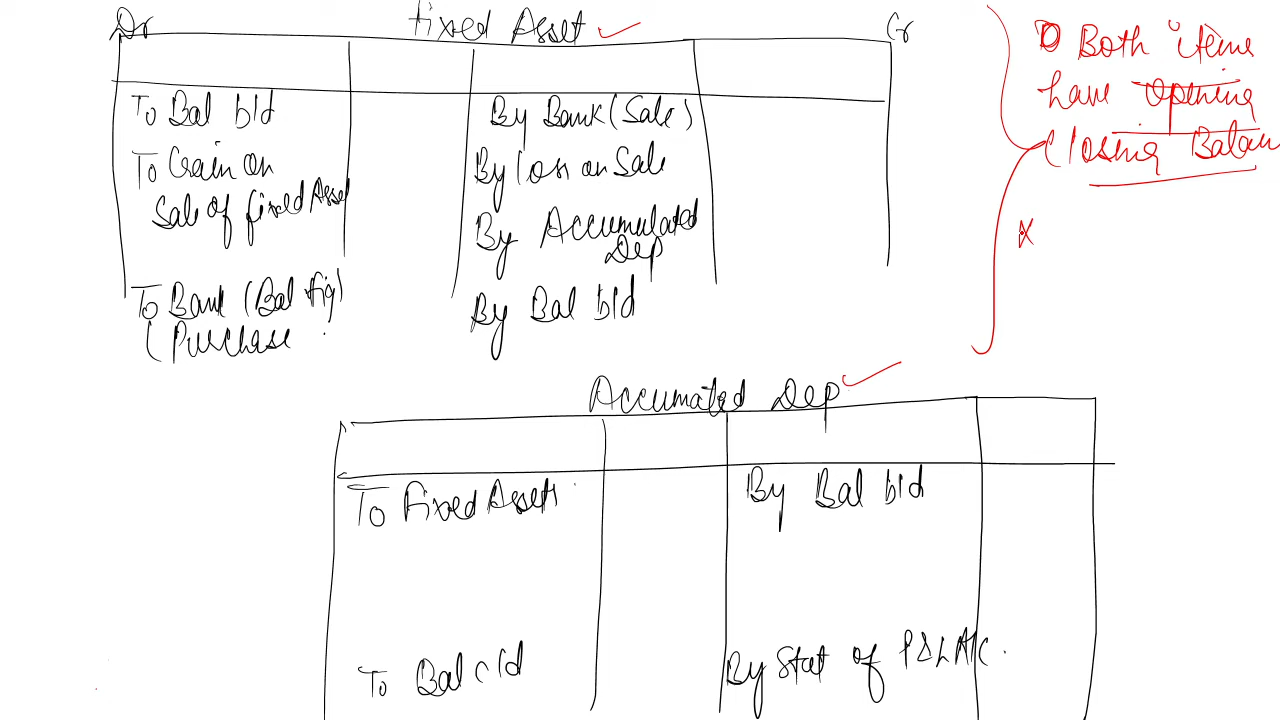 Dr Fixed Asset Cr
To Bal b/d
To Gain on
Sale of fixed Asset
To Bank (Bal fig)
(Purchase
By Bank (Sale)
By Loss on Sale
By Accumulated
Dep
By Bal b/d
Both items
have opening
Closing Balan
Accumated Dep
To Fixed Assets
To Bal c/d
By Bal b/d
By Stat of P&L A/c.